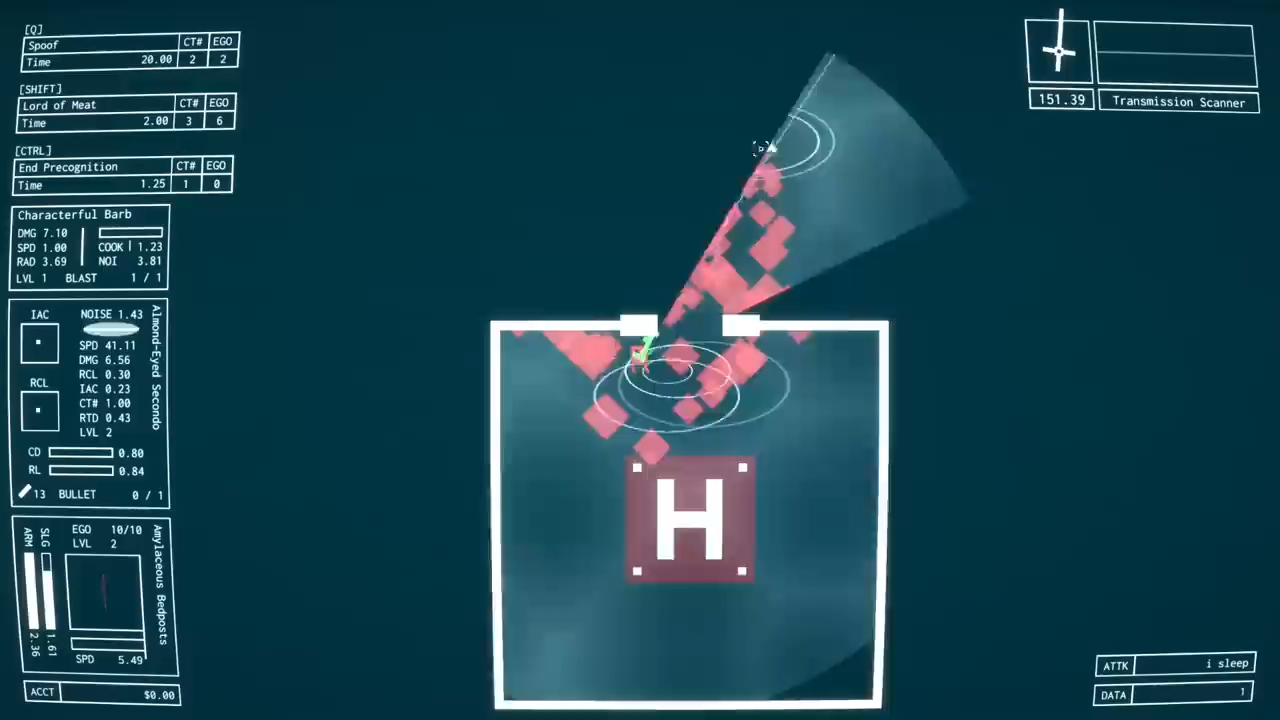 [Q]
Spoof CT# EGO
Time 20.00 2 2
[SHIFT]
Lord of Meat CT# EGO
Time 2.00 3 6
[CTRL]
End Precognition CT# EGO
Time 1.25 1 0
Characterful Barb
DMG 7.10
SPD 1.00 COOK 1.23
RAD 3.69 NOI 3.81
LVL 1 BLAST 1 / 1
IAC NOISE 1.43
SPD 41.11
DMG 6.56
RCL RCL 0.30
IAC 0.23
CT# 1.00
RTD 0.43
LVL 2
Almond-Eyed Secondo
CD 0.80
RL 0.84
13 BULLET 0 / 1
ARM SLG EGO 10/10
LVL 2
Amylaceous Bedposts
2.36 1.61
SPD 5.49
ACCT $0.00
151.39 Transmission Scanner
H
ATTK i sleep
DATA 1